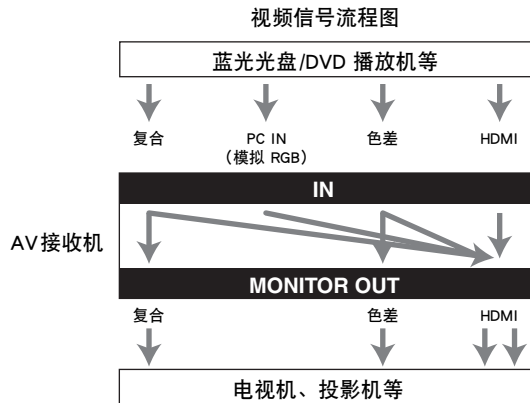 视频信号流程图
蓝光光盘/DVD 播放机等
复合
PC IN
（模拟 RGB）
色差
HDMI
IN
AV接收机
MONITOR OUT
复合
色差
HDMI
电视机、投影机等